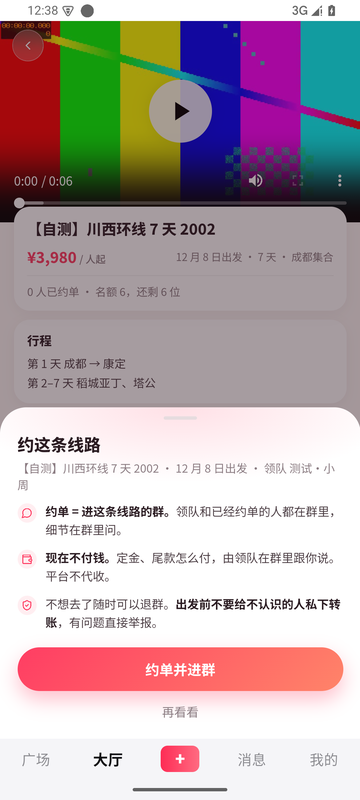 12:38
3G
00:00:00.000
0
0:00 / 0:06
【自测】川西环线 7 天 2002
¥3,980 / 人起
12 月 8 日出发 · 7 天 · 成都集合
0 人已约单 · 名额 6，还剩 6 位
行程
第 1 天 成都 → 康定
第 2–7 天 稻城亚丁、塔公
约这条线路
【自测】川西环线 7 天 2002 · 12 月 8 日出发 · 领队 测试·小
周
约单 = 进这条线路的群。领队和已经约单的人都在群里，
细节在群里问。
现在不付钱。定金、尾款怎么付，由领队在群里跟你说。
平台不代收。
不想去了随时可以退群。出发前不要给不认识的人私下转
账，有问题直接举报。
约单并进群
再看看
广场
大厅
消息
我的